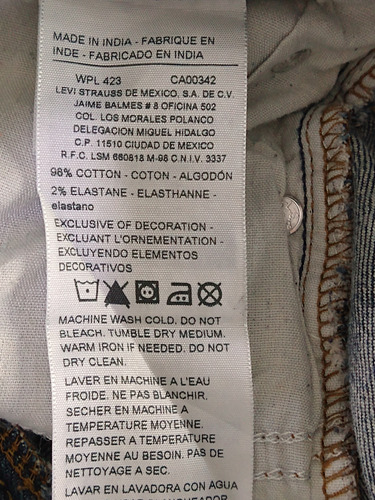 MADE IN INDIA - FABRIQUE EN
INDE - FABRICADO EN INDIA
WPL 423 CA00342
LEVI STRAUSS DE MEXICO, S.A. DE C.V.
JAIME BALMES # 8 OFICINA 502
COL. LOS MORALES POLANCO
DELEGACION MIGUEL HIDALGO
C.P. 11510 CIUDAD DE MEXICO
R.F.C. LSM 660818 M-98 C.N.I.V. 3337
98% COTTON - COTON - ALGODÓN
2% ELASTANE - ELASTHANNE -
elastano
EXCLUSIVE OF DECORATION -
EXCLUANT L'ORNEMENTATION -
EXCLUYENDO ELEMENTOS
DECORATIVOS
MACHINE WASH COLD. DO NOT
BLEACH. TUMBLE DRY MEDIUM.
WARM IRON IF NEEDED. DO NOT
DRY CLEAN.
LAVER EN MACHINE A L'EAU
FROIDE. NE PAS BLANCHIR.
SECHER EN MACHINE A
TEMPERATURE MOYENNE.
REPASSER A TEMPERATURE
MOYENNE AU BESOIN. PAS DE
NETTOYAGE A SEC.
LAVAR EN LAVADORA CON AGUA